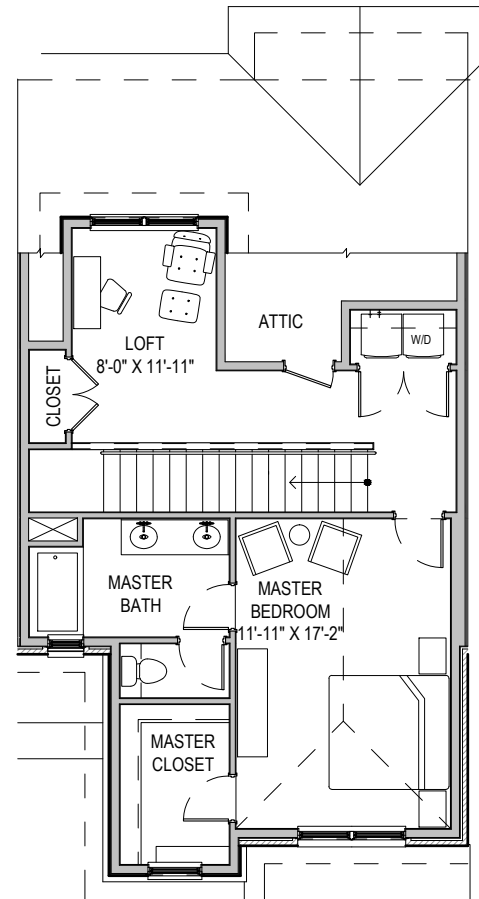 LOFT
8'-0" X 11'-11"
ATTIC
W/D
CLOSET
MASTER
BATH
MASTER
BEDROOM
11'-11" X 17'-2"
MASTER
CLOSET